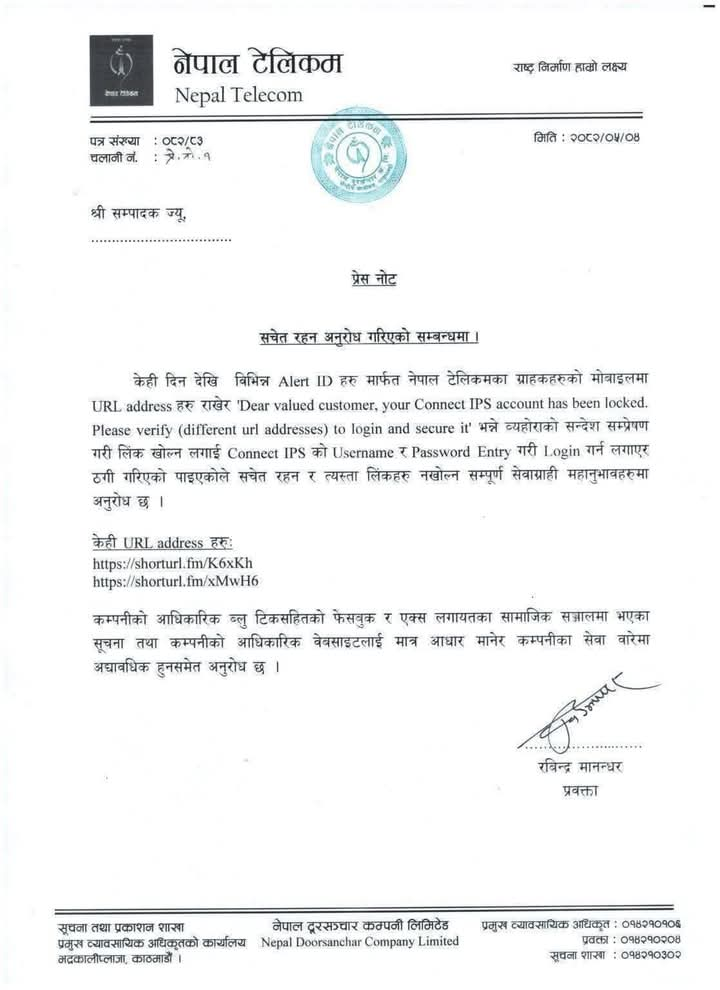 नेपाल टेलिकम
नेपाल टेलिकम
Nepal Telecom
राष्ट्र निर्माण हाम्रो लक्ष्य
पत्र संख्या : ०८२/८३
चलानी नं. : प्रे.नो.१
मिति : २०८२/०५/०४
नेपाल टेलिकम
श्री सम्पादक ज्यू,
प्रेस नोट
सचेत रहन अनुरोध गरिएको सम्बन्धमा ।
केही दिन देखि विभिन्न Alert ID हरु मार्फत नेपाल टेलिकमका ग्राहकहरुको मोबाइलमा
URL address हरु राखेर 'Dear valued customer, your Connect IPS account has been locked.
Please verify (different url addresses) to login and secure it' भन्ने व्यहोराको सन्देश सम्प्रेषण
गरी लिंक खोल्न लगाई Connect IPS को Username र Password Entry गरी Login गर्न लगाएर
ठगी गरिएको पाइएकोले सचेत रहन र त्यस्ता लिंकहरु नखोल्न सम्पूर्ण सेवाग्राही महानुभावहरुमा
अनुरोध छ ।
केही URL address हरु:
https://shorturl.fm/K6xKh
https://shorturl.fm/xMwH6
कम्पनीको आधिकारिक ब्लु टिकसहितको फेसबुक र एक्स लगायतका सामाजिक सञ्जालमा भएका
सूचना तथा कम्पनीको आधिकारिक वेबसाइटलाई मात्र आधार मानेर कम्पनीका सेवा वारेमा
अद्यावधिक हुनसमेत अनुरोध छ ।
रबिन्द्र मानन्धर
प्रवक्ता
सूचना तथा प्रकाशन शाखा
प्रमुख व्यावसायिक अधिकृतको कार्यालय
भद्रकालीप्लाजा, काठमाडौं ।
नेपाल दूरसञ्चार कम्पनी लिमिटेड
Nepal Doorsanchar Company Limited
प्रमुख व्यावसायिक अधिकृत : ०१४२१०१०६
प्रवक्ता : ०१४२१०२०४
सूचना शाखा : ०१४२१०३०२